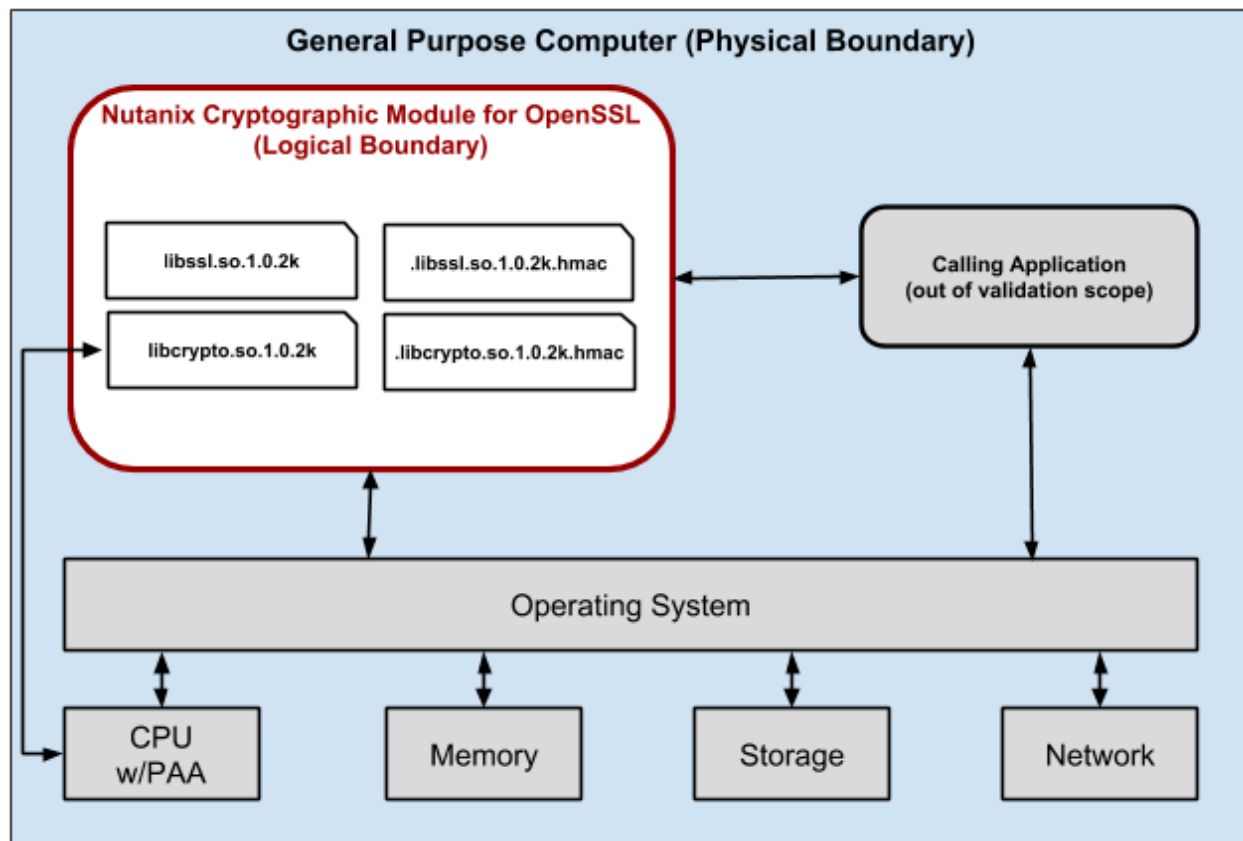 General Purpose Computer (Physical Boundary)
Nutanix Cryptographic Module for OpenSSL
(Logical Boundary)
libssl.so.1.0.2k
.libssl.so.1.0.2k.hmac
libcrypto.so.1.0.2k
.libcrypto.so.1.0.2k.hmac
Calling Application
(out of validation scope)
Operating System
CPU
w/PAA
Memory
Storage
Network